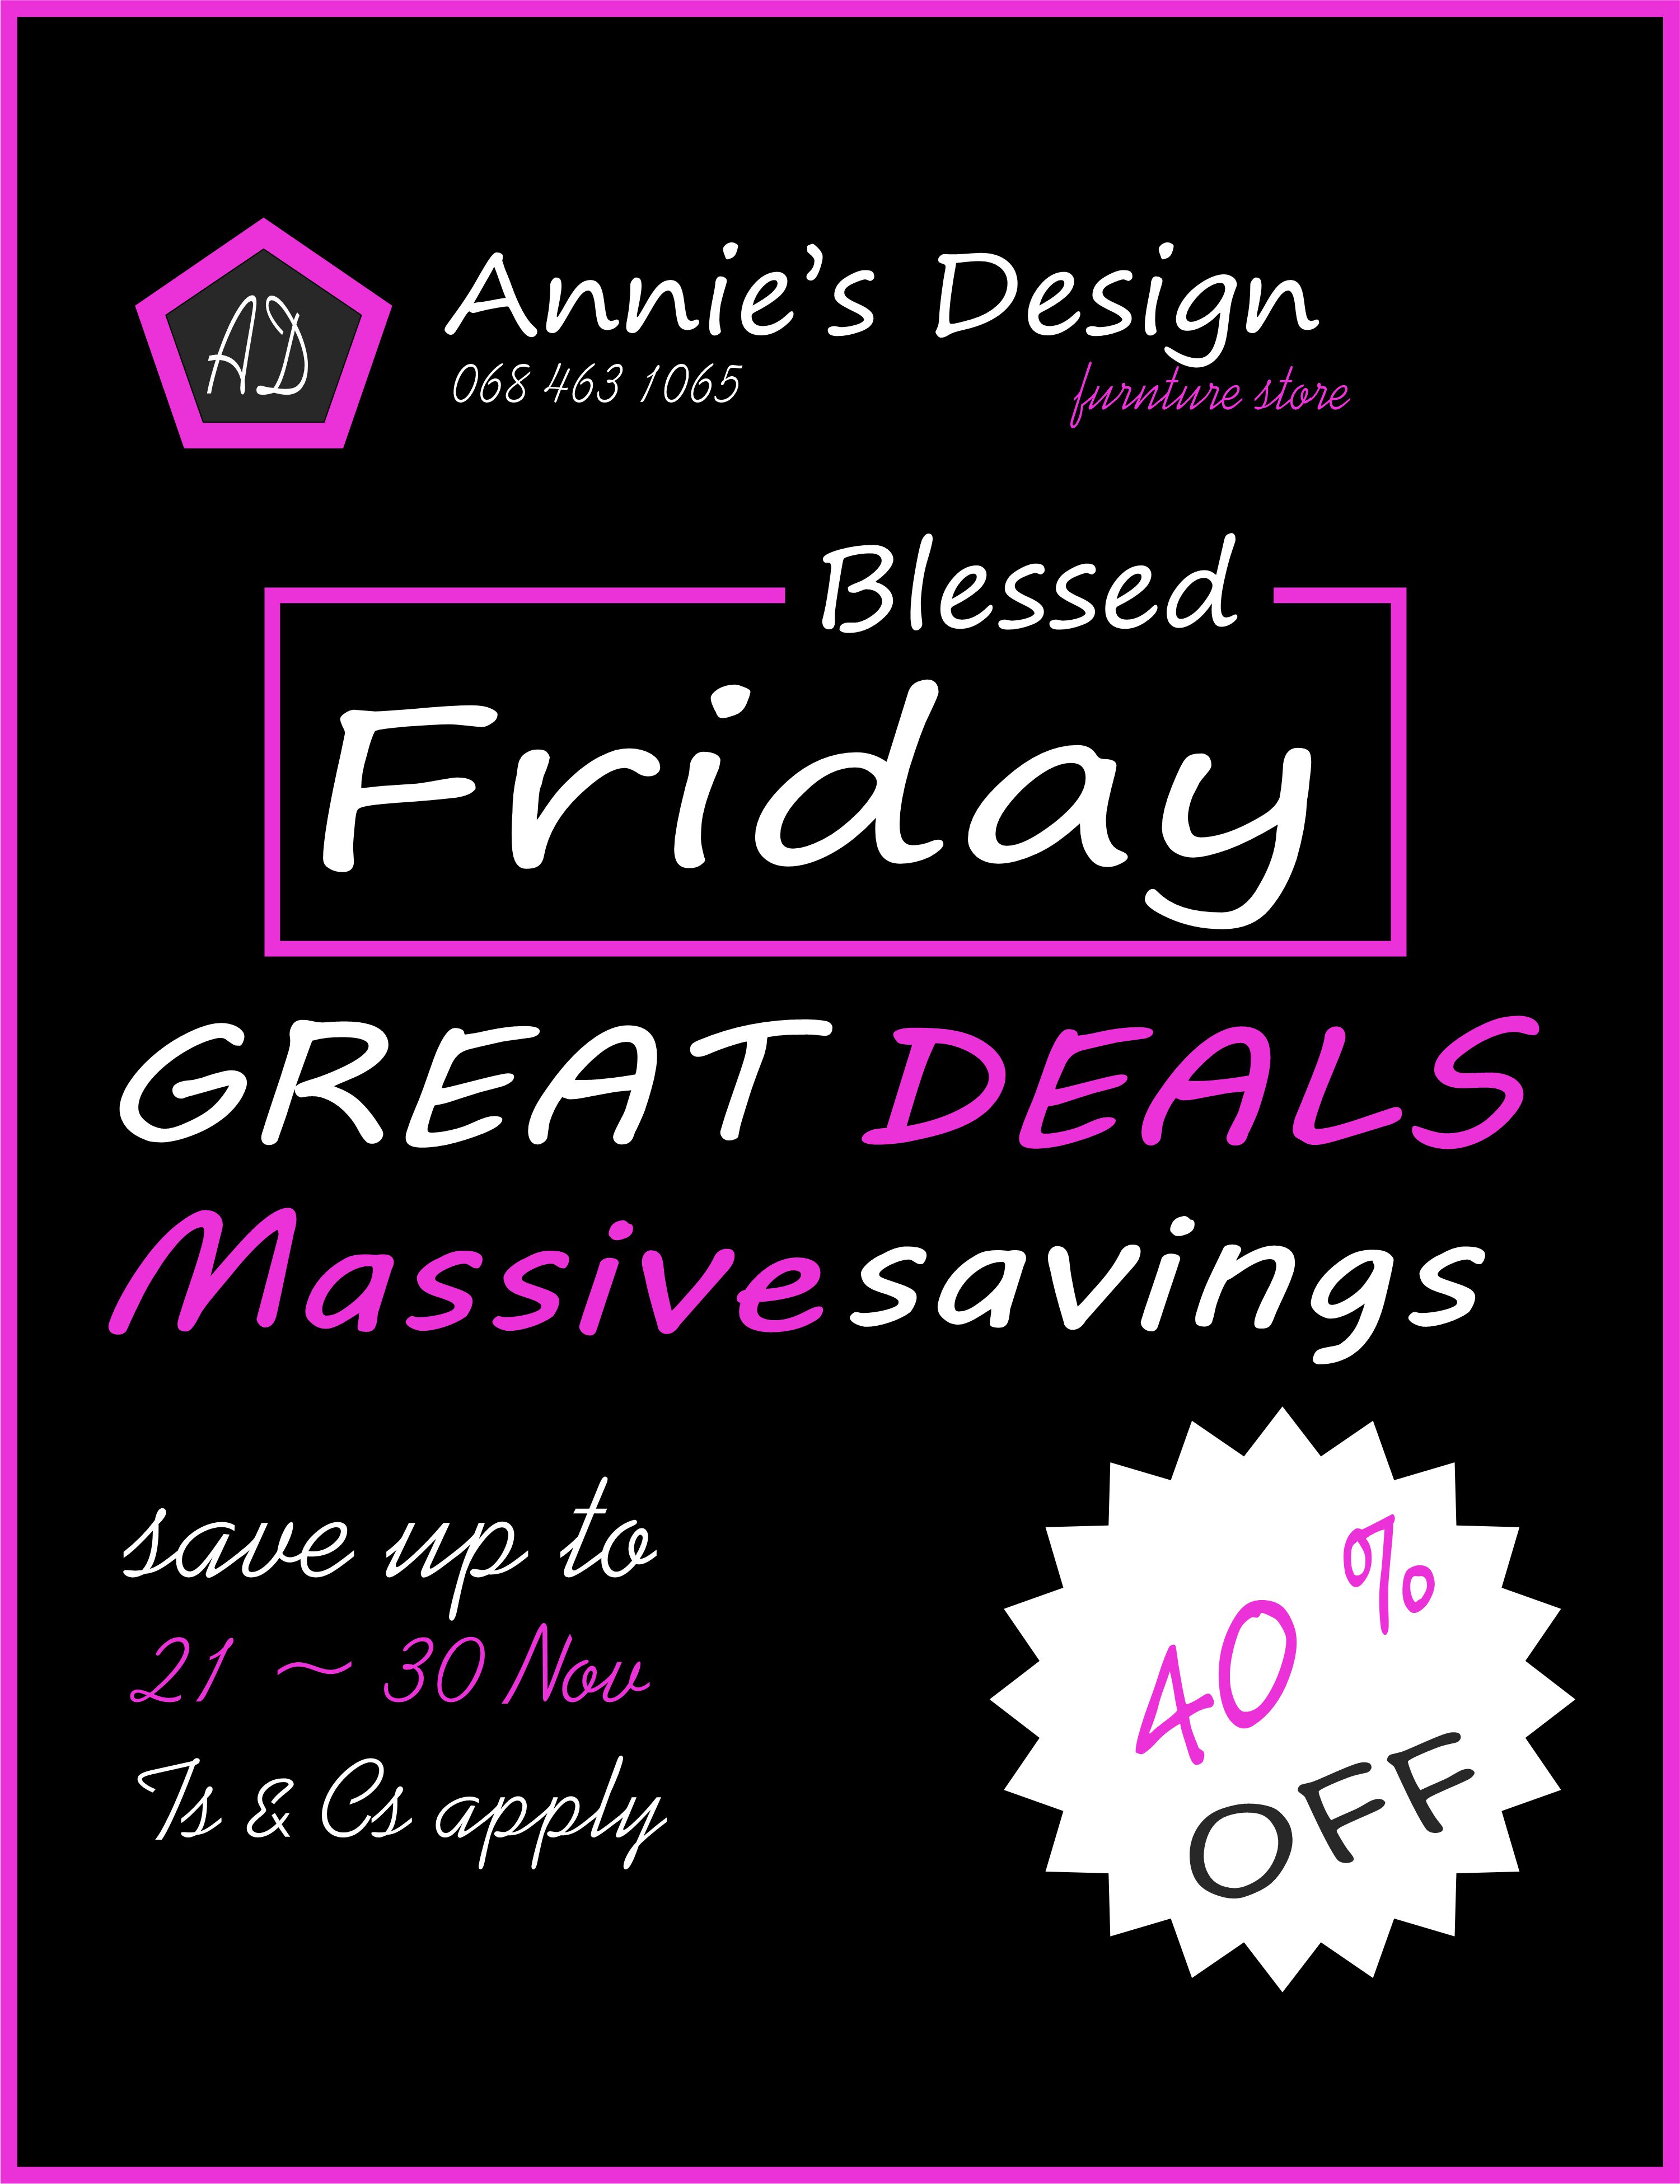 AD
Annie's Design
068 463 1065
furnture store
Blessed
Friday
GREAT DEALS
Massive savings
save up to
21 ~ 30 Nov
Ts & Cs apply
40 %
OFF